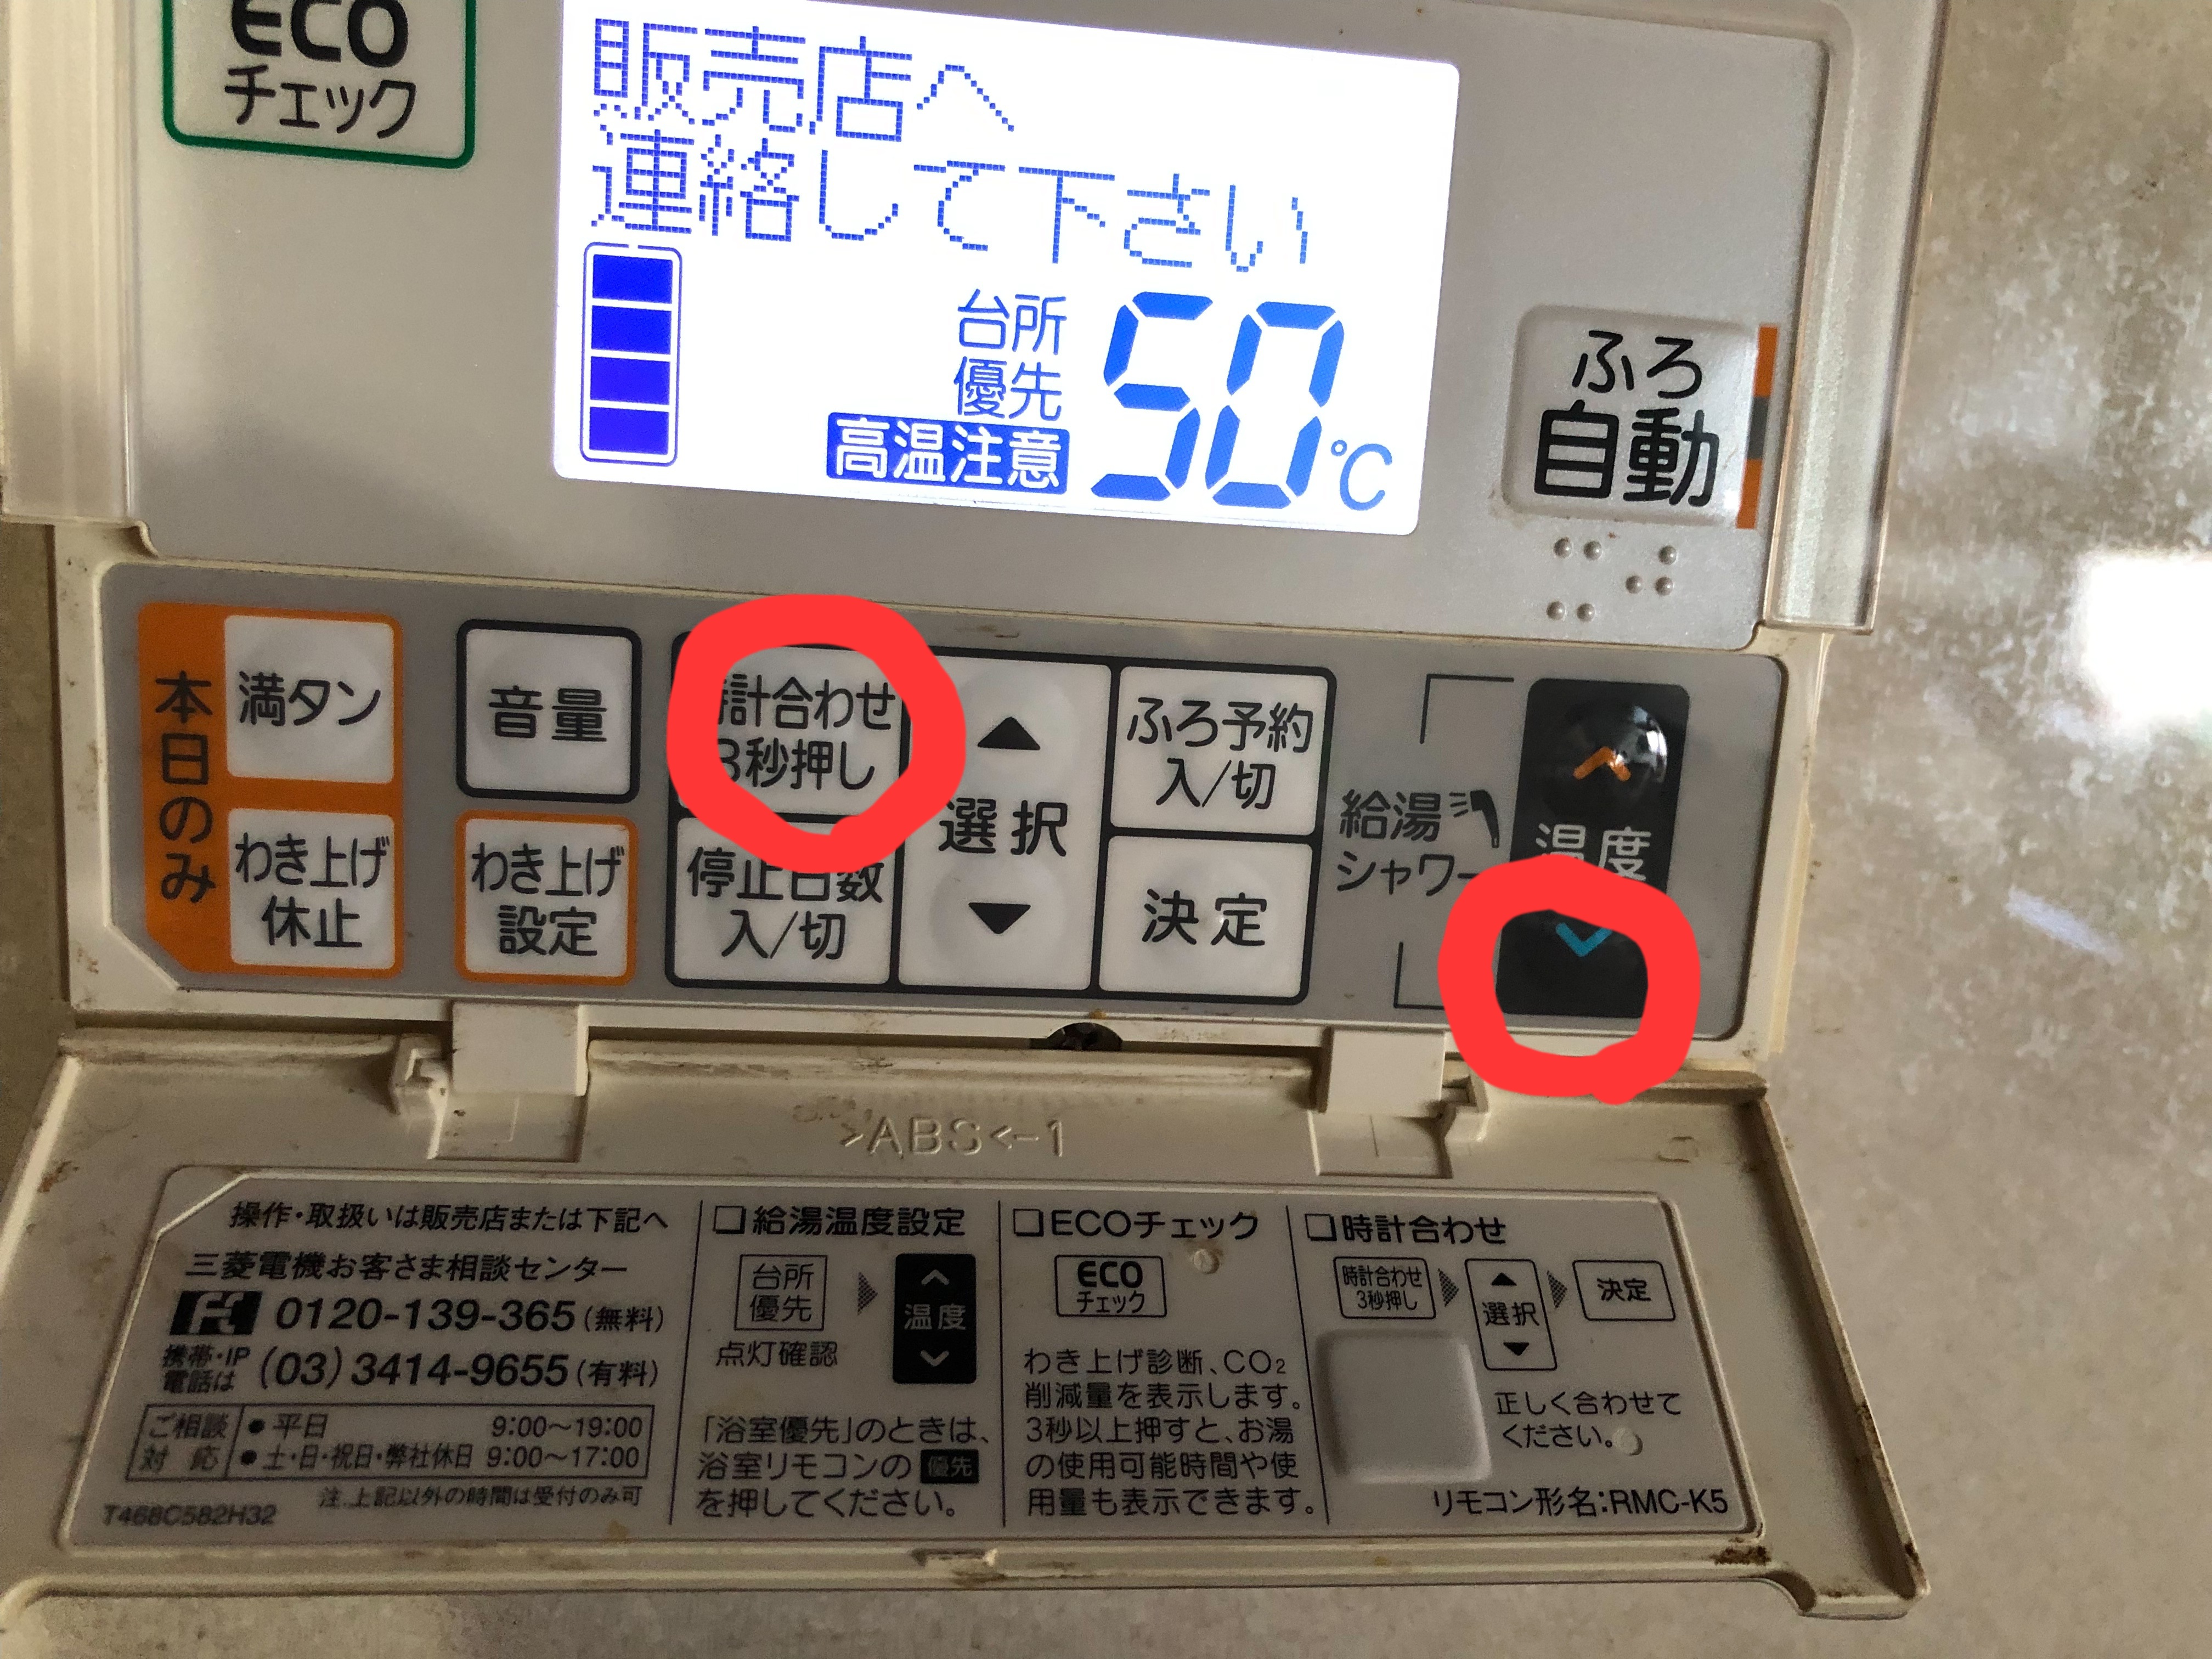 ECO
チェック
販売店へ
連絡して下さい
台所
優先
高温注意
50℃
ふろ
自動
本日のみ
満タン
わき上げ
休止
音量
わき上げ
設定
計合わせ
3秒押し
停止日数
入/切
▲
選択
▼
ふろ予約
入/切
決定
給湯
シャワー
温度
>ABS<-1
操作・取扱いは販売店または下記へ
三菱電機お客さま相談センター
0120-139-365(無料)
携帯・IP
電話は
(03)3414-9655(有料)
ご相談
対応
●平日 9:00〜19:00
●土・日・祝日・弊社休日 9:00〜17:00
注.上記以外の時間は受付のみ可
T468C582H32
□給湯温度設定
台所
優先
点灯確認
温度
「浴室優先」のときは、
浴室リモコンの 優先
を押してください。
□ECOチェック
ECO
チェック
わき上げ診断、CO₂
削減量を表示します。
3秒以上押すと、お湯
の使用可能時間や使
用量も表示できます。
□時計合わせ
時計合わせ
3秒押し
▲
選択
▼
決定
正しく合わせて
ください。
リモコン形名:RMC-K5